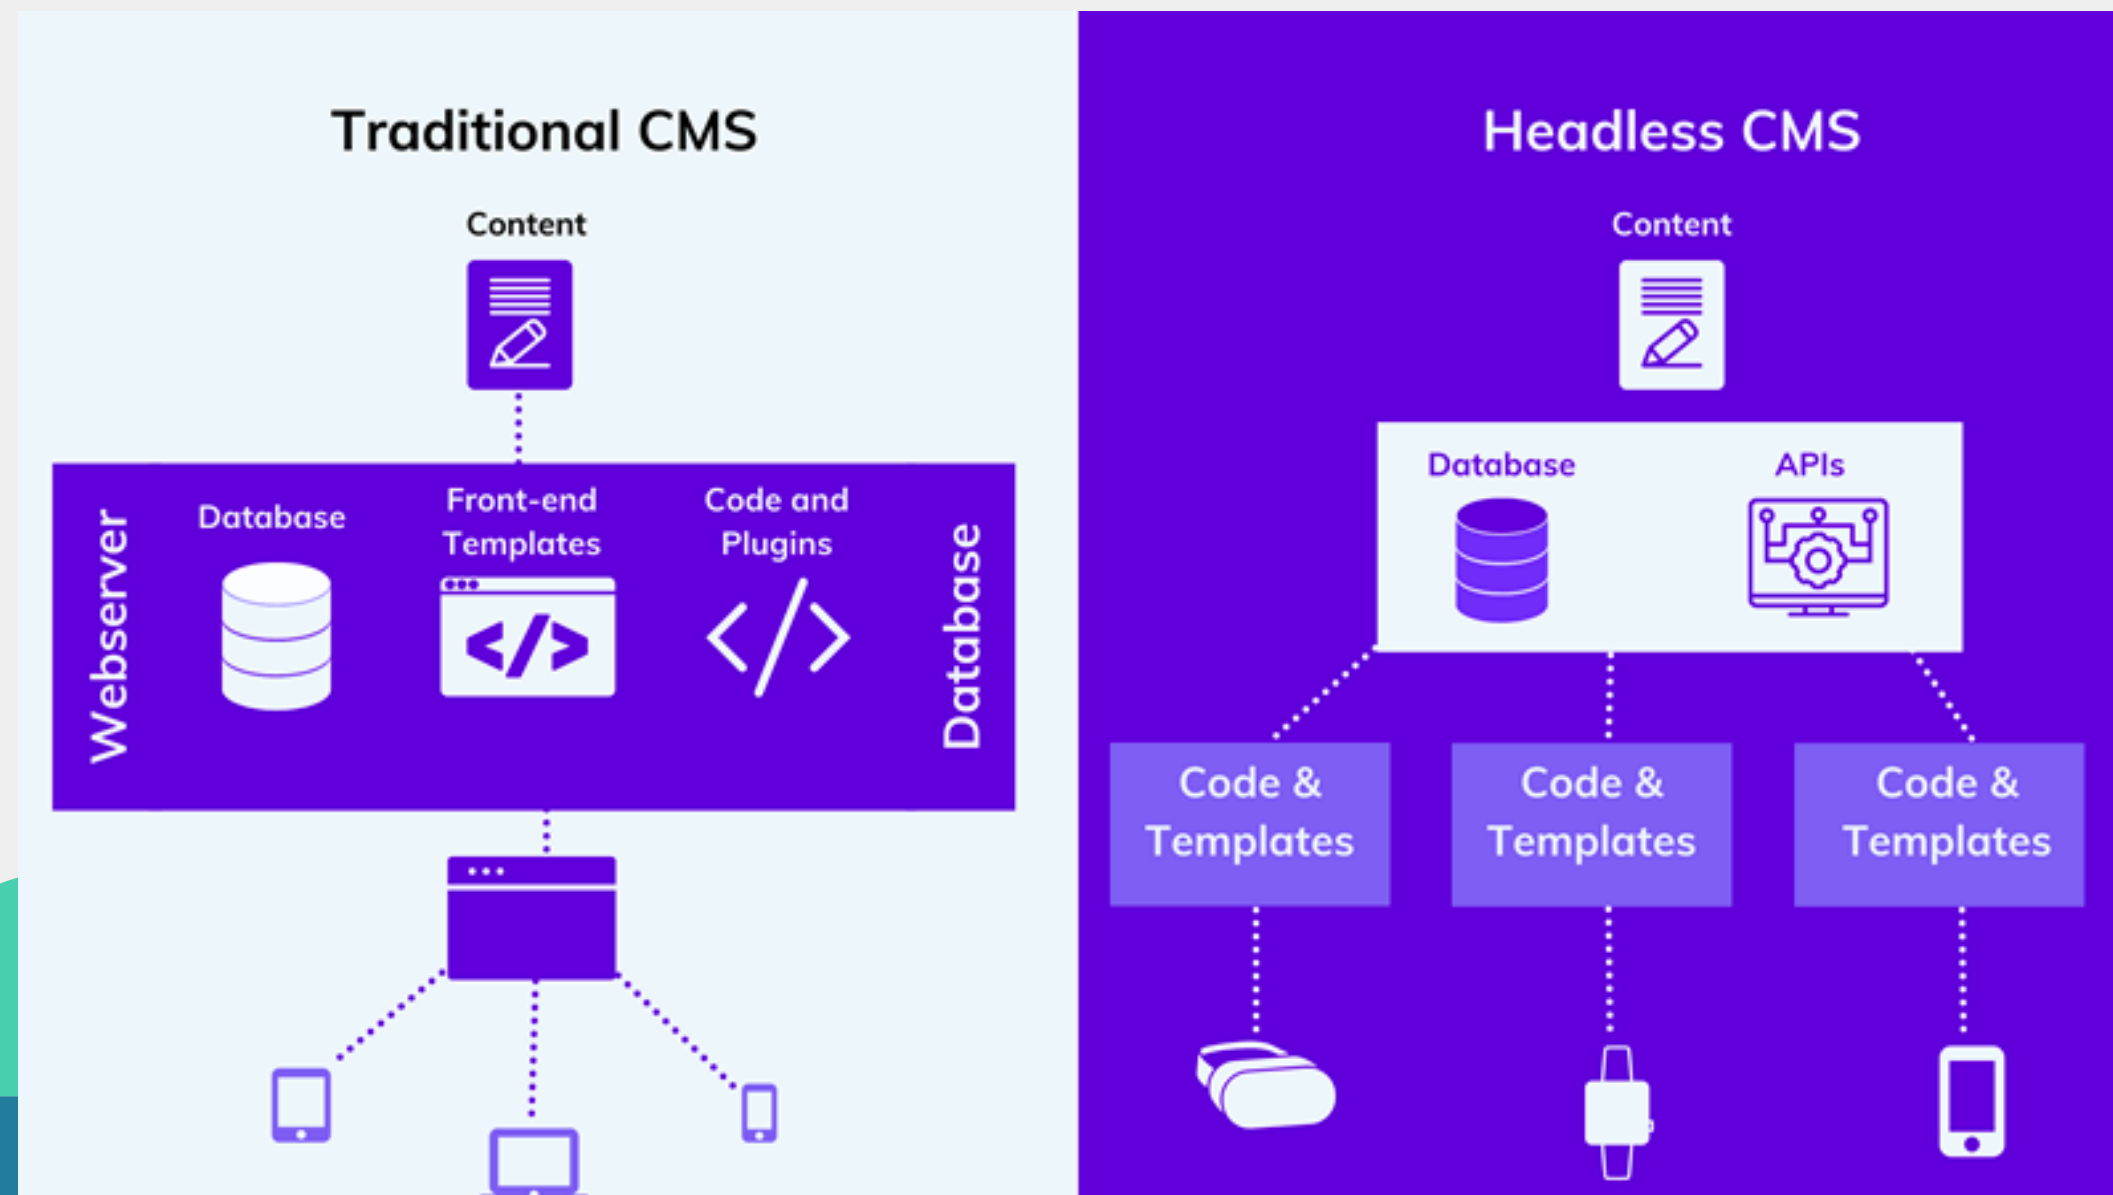 Traditional CMS
Content
Webserver
Database
Front-end
Templates
Code and
Plugins
Database
Headless CMS
Content
Database
APIs
Code &
Templates
Code &
Templates
Code &
Templates